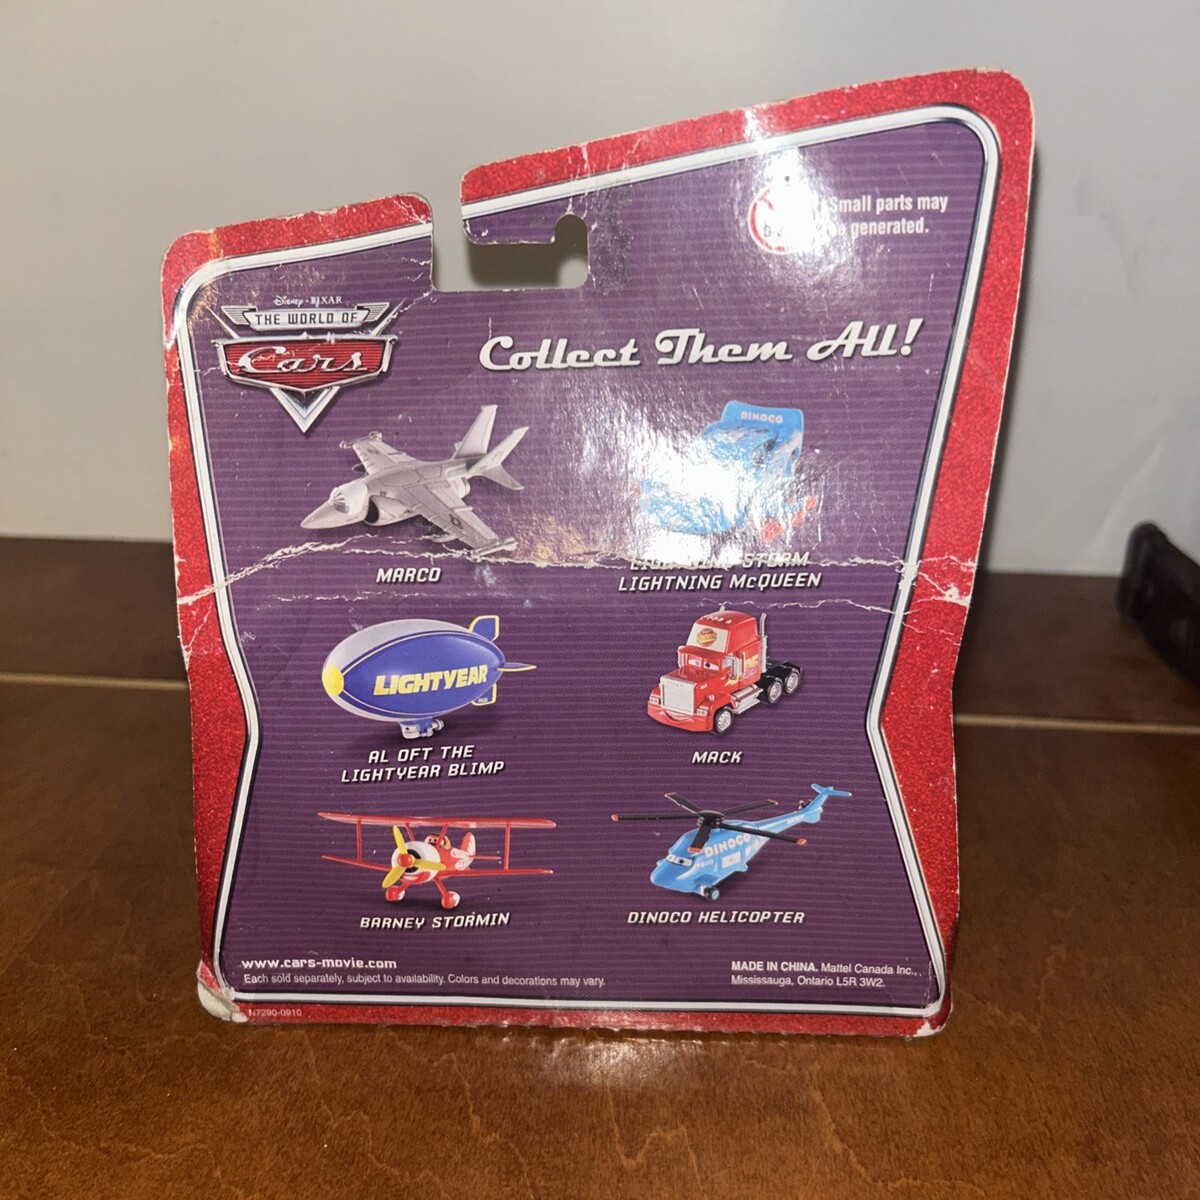 Small parts may
generated.
Disney · PIXAR
THE WORLD OF
Cars
Collect Them All!
DINOCO
MARCO
STORM
LIGHTNING McQUEEN
LIGHTYEAR
AL OFT THE
LIGHTYEAR BLIMP
MACK
DINOCO
BARNEY STORMIN
DINOCO HELICOPTER
www.cars-movie.com
Each sold separately, subject to availability. Colors and decorations may vary.
MADE IN CHINA. Mattel Canada Inc.,
Mississauga, Ontario L5R 3W2.
N7290-0910